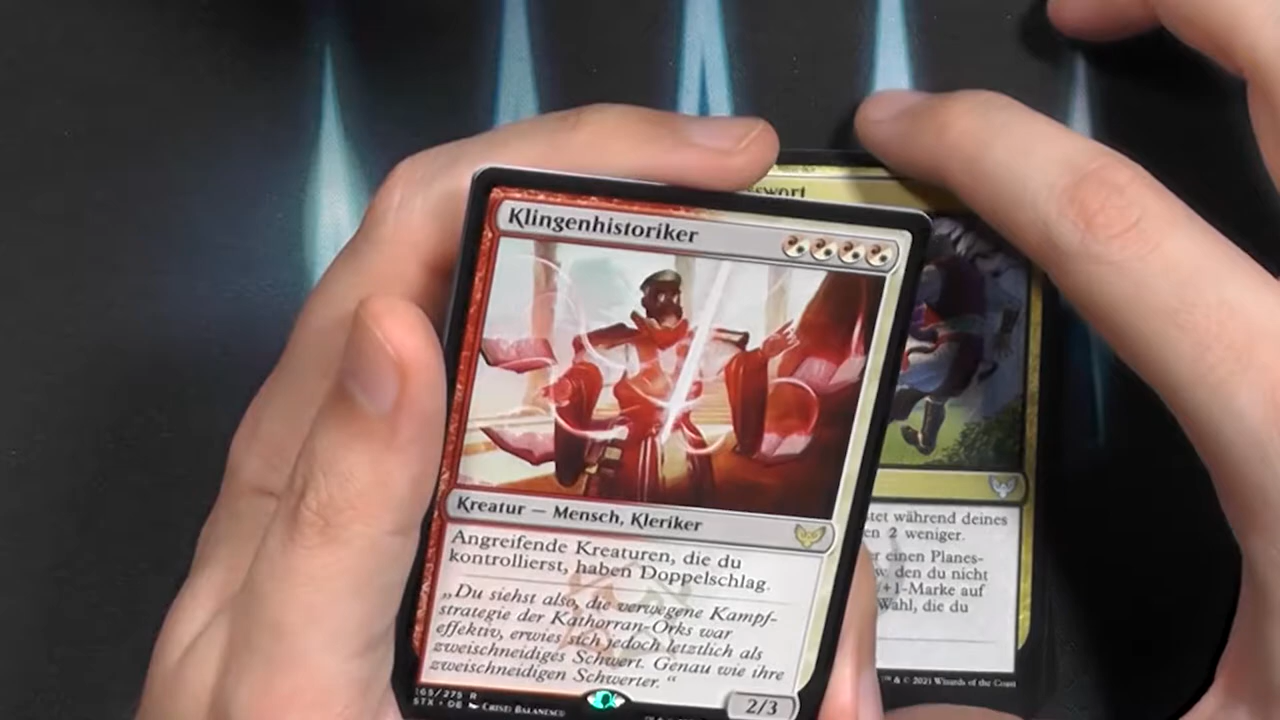 Klingenhistoriker
Kreatur — Mensch, Kleriker
Angreifende Kreaturen, die du
kontrollierst, haben Doppelschlag.
„Du siehst also, die verwegene Kampf-
strategie der Kathorran-Orks war
effektiv, erwies sich jedoch letztlich als
zweischneidiges Schwert. Genau wie ihre
zweischneidigen Schwerter.“
165/275 R
STX • DE
2/3
swort
während deines
2 weniger.
einen Planes-
den du nicht
+1-Marke auf
Wahl, die du
™ & © 2021 Wizards of the Coast